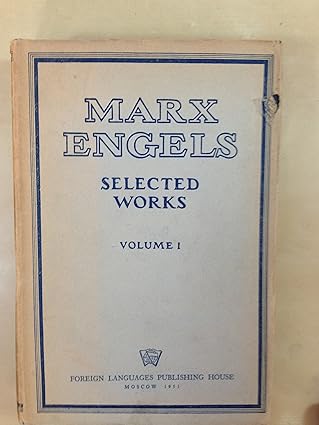 MARX
ENGELS
SELECTED
WORKS
VOLUME I
FOREIGN LANGUAGES PUBLISHING HOUSE
MOSCOW 1951